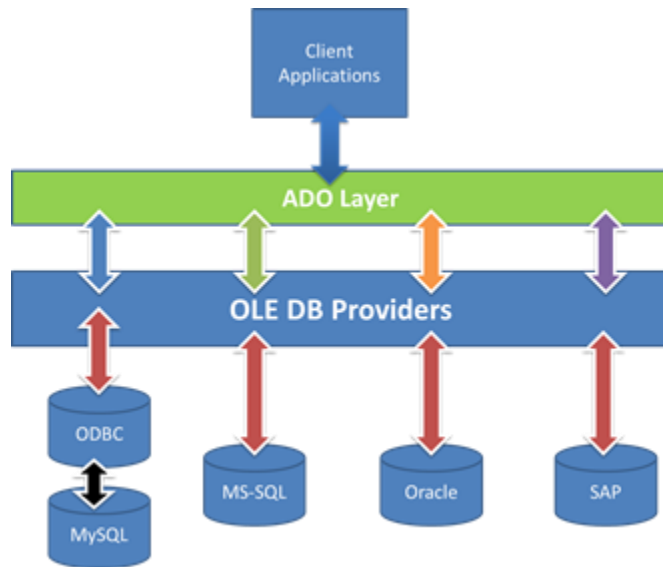 Client
Applications
ADO Layer
OLE DB Providers
ODBC
MS-SQL
Oracle
SAP
MySQL